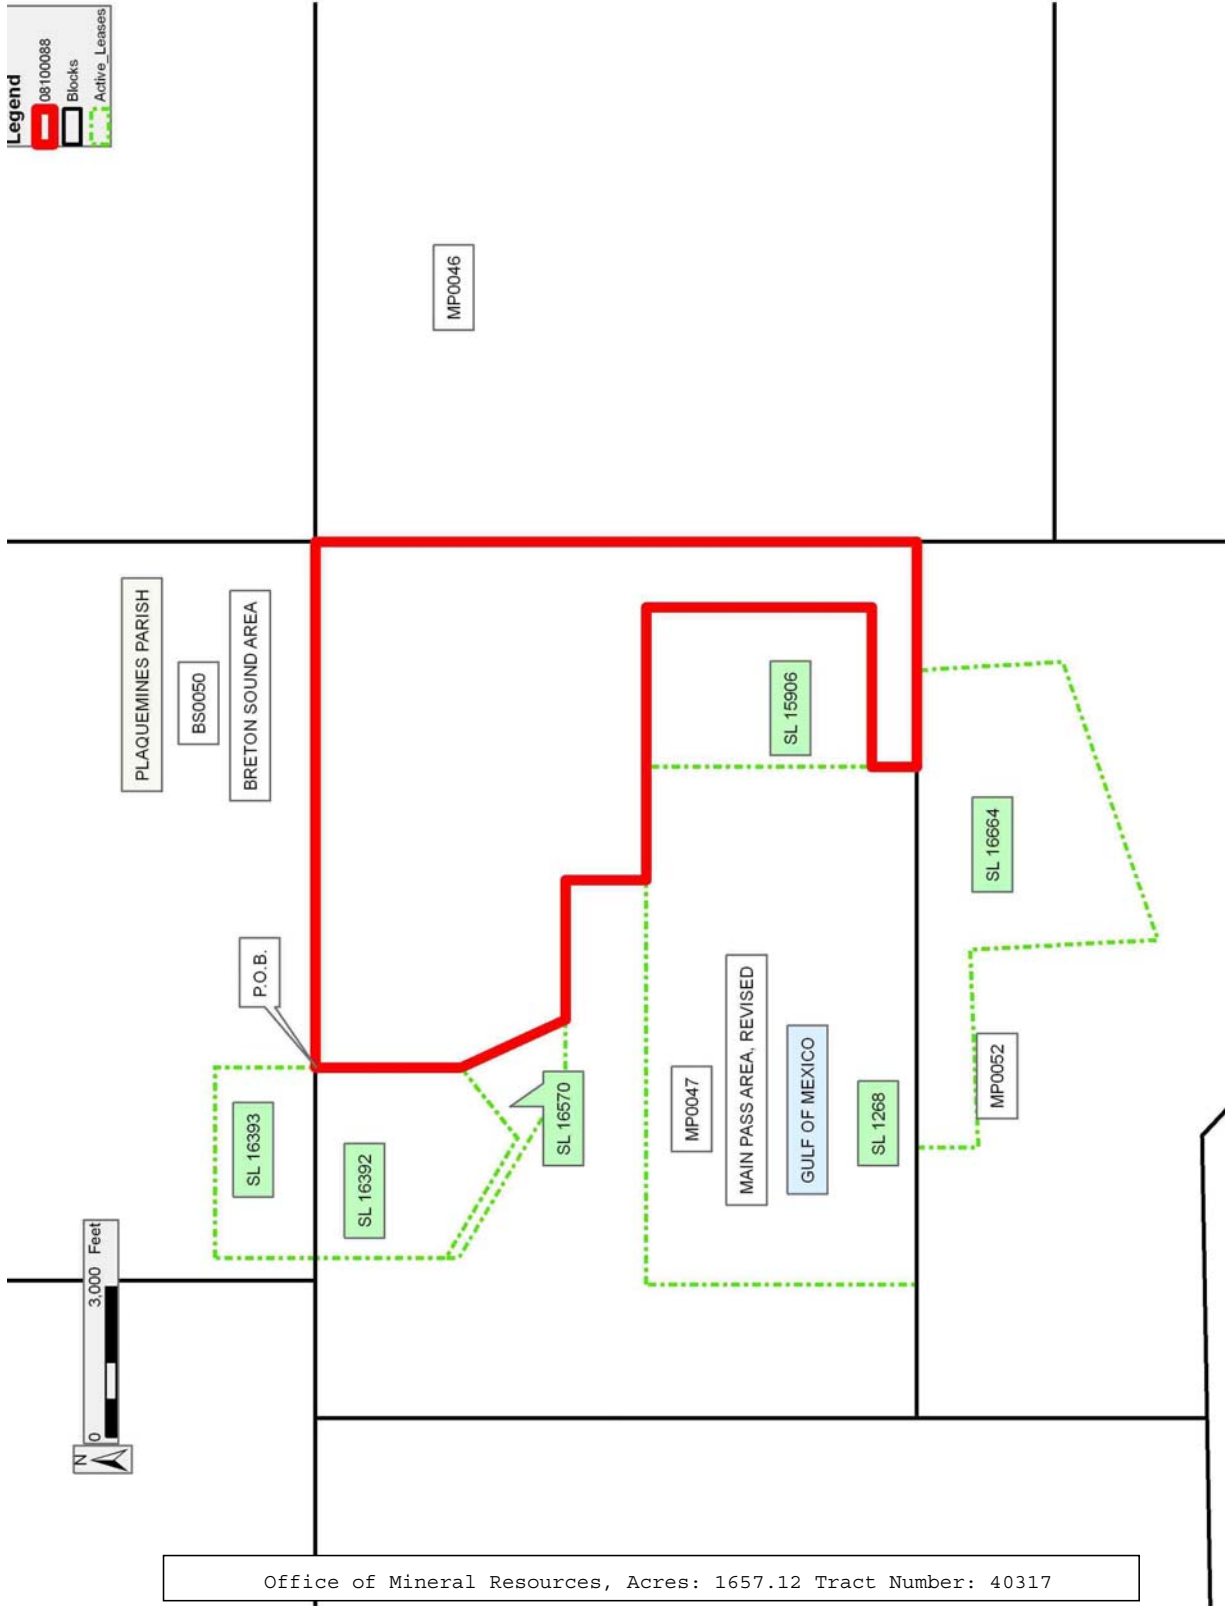 Legend
08100088
Blocks
Active_Leases
MP0046
PLAQUEMINES PARISH
BS0050
BRETON SOUND AREA
P.O.B.
SL 16393
SL 16392
SL 16570
SL 15906
SL 16664
MP0047
MAIN PASS AREA, REVISED
GULF OF MEXICO
SL 1268
MP0052
N
0 3,000 Feet
Office of Mineral Resources, Acres: 1657.12 Tract Number: 40317